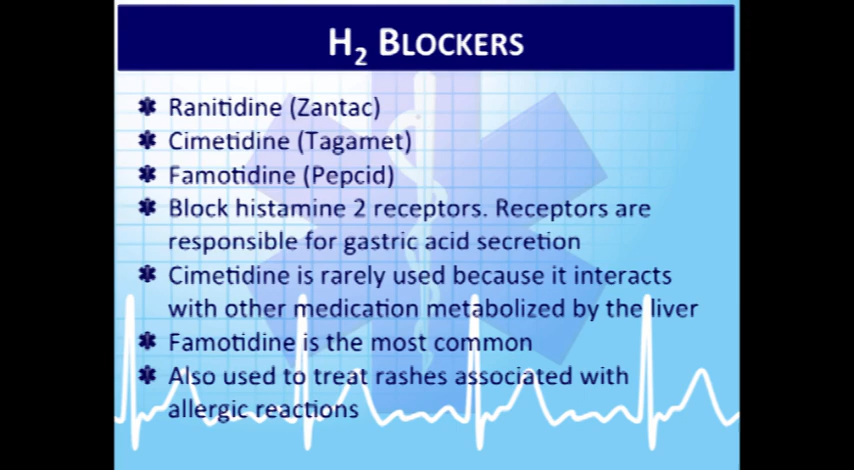 H2 BLOCKERS
Ranitidine (Zantac)
Cimetidine (Tagamet)
Famotidine (Pepcid)
Block histamine 2 receptors. Receptors are
responsible for gastric acid secretion
Cimetidine is rarely used because it interacts
with other medication metabolized by the liver
Famotidine is the most common
Also used to treat rashes associated with
allergic reactions